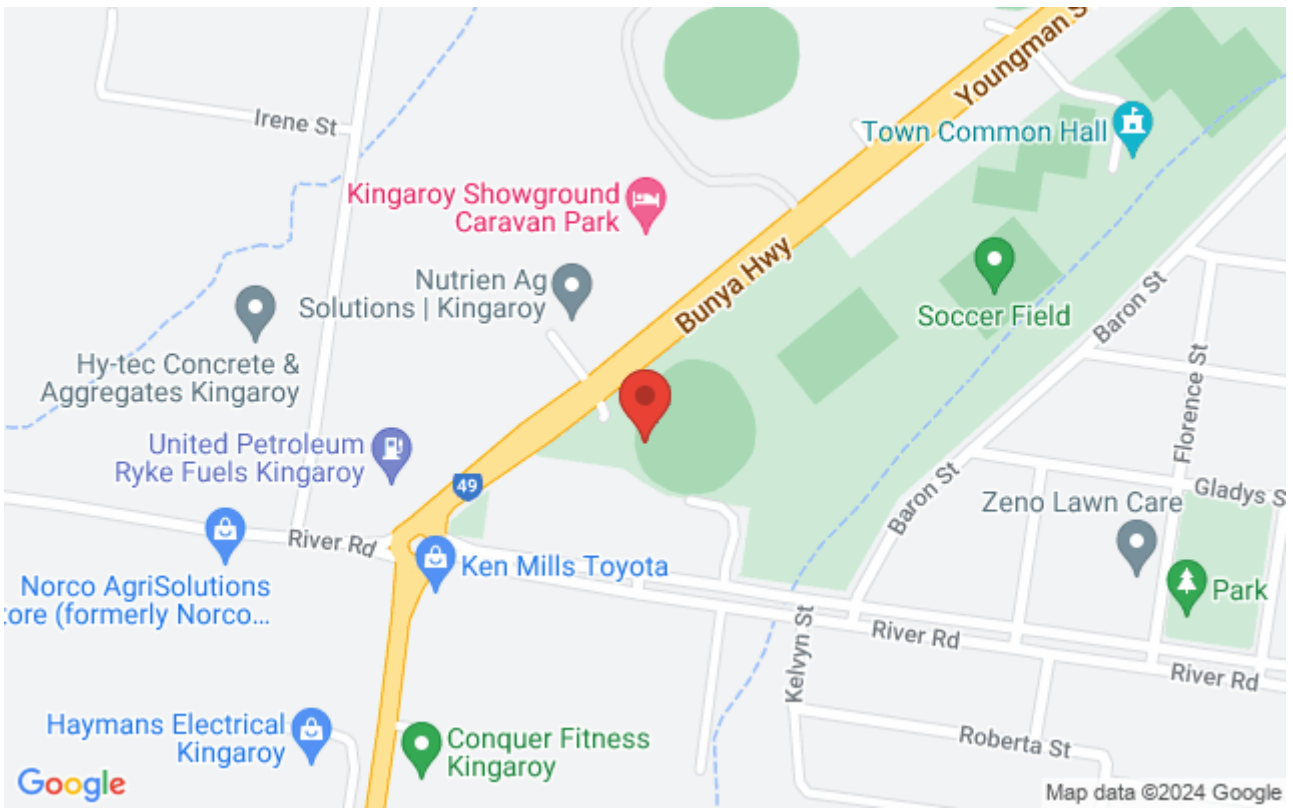 Youngman S
Irene St
Town Common Hall
Kingaroy Showground
Caravan Park
Bunya Hwy
Nutrien Ag
Solutions | Kingaroy
Soccer Field
Baron St
Hy-tec Concrete &
Aggregates Kingaroy
Florence St
United Petroleum
Ryke Fuels Kingaroy
49
Baron St
Gladys S
Zeno Lawn Care
River Rd
Ken Mills Toyota
Norco AgriSolutions
tore (formerly Norco...
Park
River Rd
Kelvyn St
River Rd
Haymans Electrical
Kingaroy
Conquer Fitness
Kingaroy
Roberta St
Google
Map data ©2024 Google